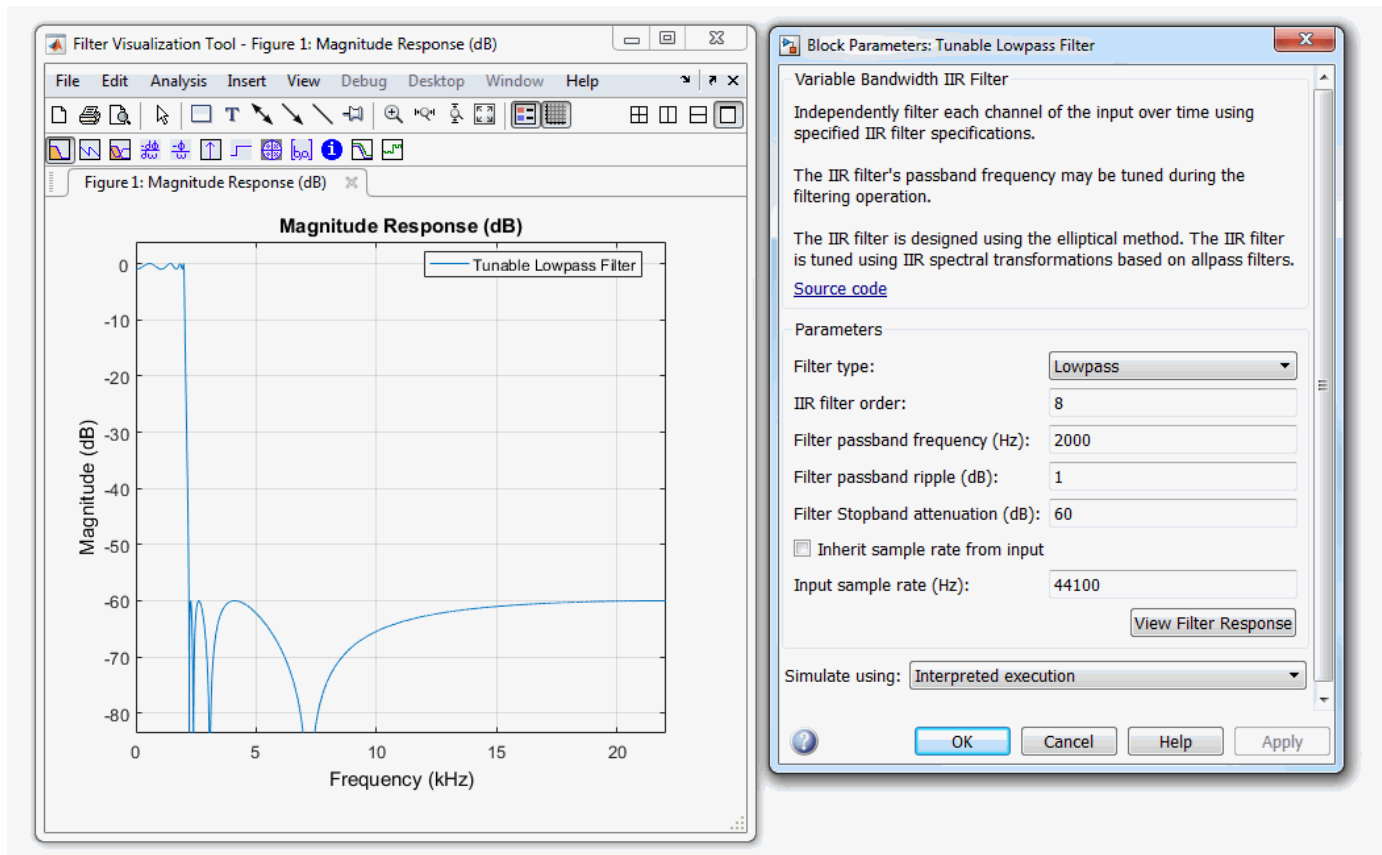 Filter Visualization Tool - Figure 1: Magnitude Response (dB)
File Edit Analysis Insert View Debug Desktop Window Help
Figure 1: Magnitude Response (dB)
Magnitude Response (dB)
Tunable Lowpass Filter
0
-10
-20
-30
-40
-50
-60
-70
-80
Magnitude (dB)
0 5 10 15 20
Frequency (kHz)
Block Parameters: Tunable Lowpass Filter
Variable Bandwidth IIR Filter
Independently filter each channel of the input over time using
specified IIR filter specifications.
The IIR filter's passband frequency may be tuned during the
filtering operation.
The IIR filter is designed using the elliptical method. The IIR filter
is tuned using IIR spectral transformations based on allpass filters.
Source code
Parameters
Filter type: Lowpass
IIR filter order: 8
Filter passband frequency (Hz): 2000
Filter passband ripple (dB): 1
Filter Stopband attenuation (dB): 60
Inherit sample rate from input
Input sample rate (Hz): 44100
View Filter Response
Simulate using: Interpreted execution
OK Cancel Help Apply